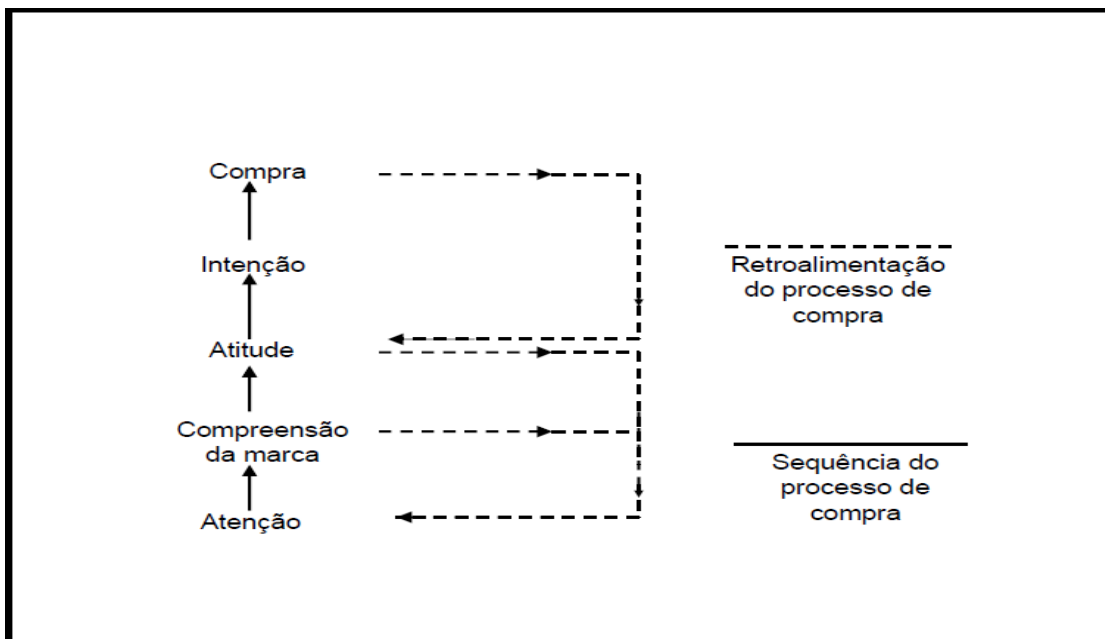 Compra
Intenção
Atitude
Compreensão
da marca
Atenção
Retroalimentação
do processo de
compra
Sequência do
processo de
compra